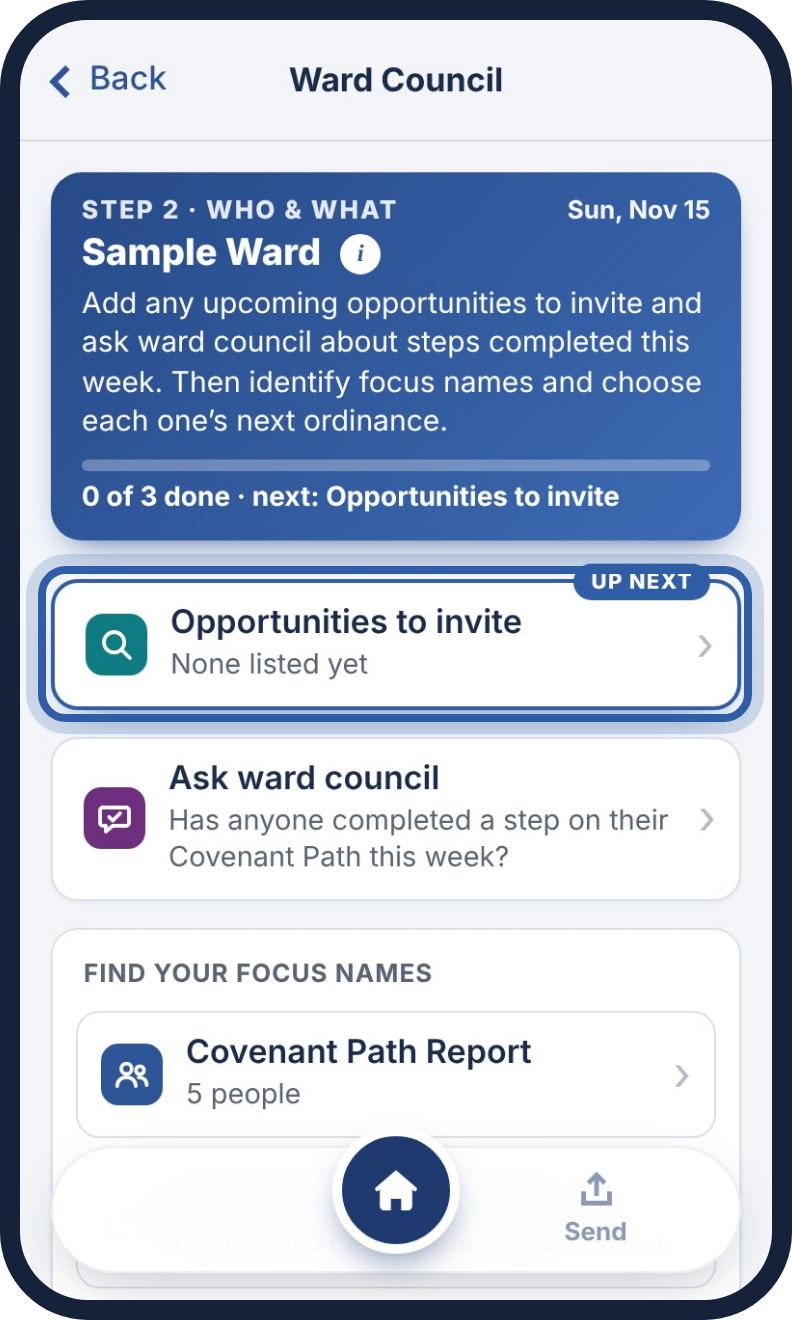 Back
Ward Council
STEP 2 · WHO & WHAT
Sun, Nov 15
Sample Ward
i
Add any upcoming opportunities to invite and
ask ward council about steps completed this
week. Then identify focus names and choose
each one’s next ordinance.
0 of 3 done · next: Opportunities to invite
UP NEXT
Opportunities to invite
None listed yet
Ask ward council
Has anyone completed a step on their
Covenant Path this week?
FIND YOUR FOCUS NAMES
Covenant Path Report
5 people
Send